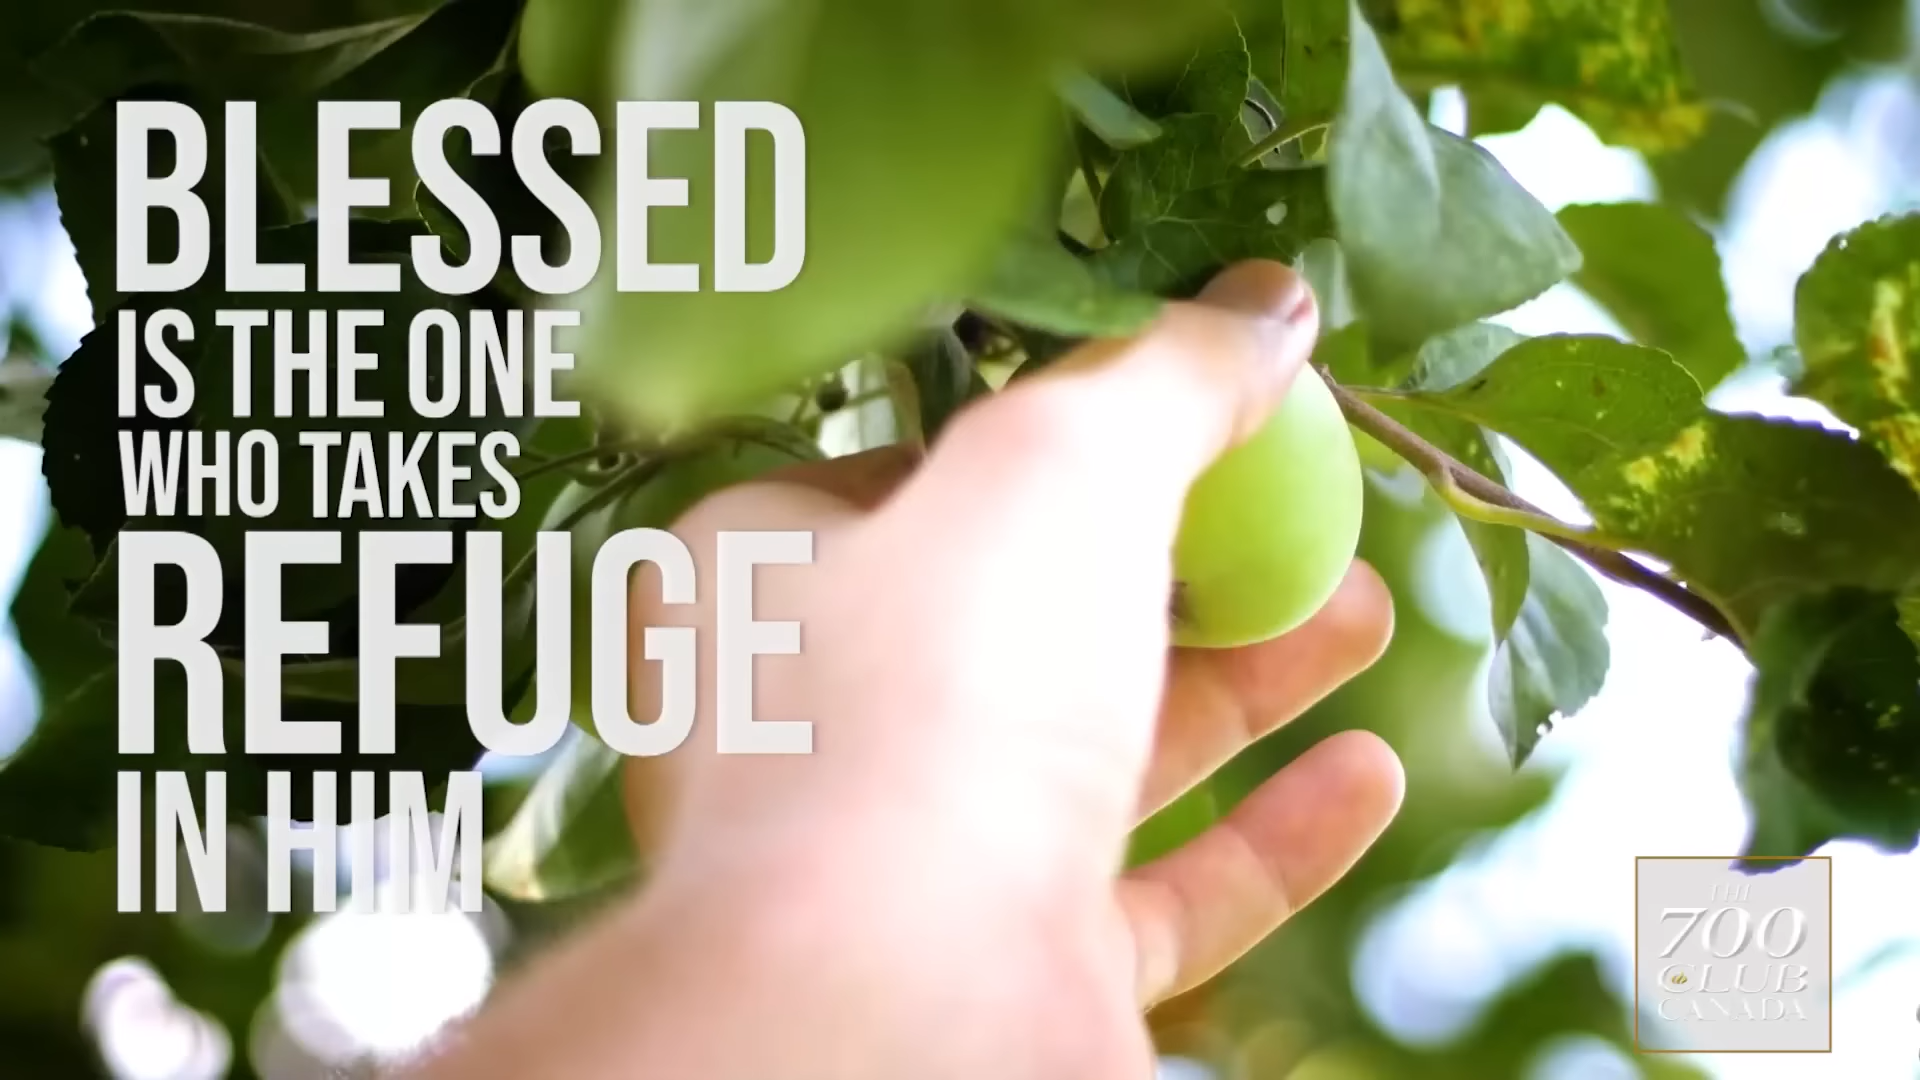 BLESSED
IS THE ONE
WHO TAKES
REFUGE
IN HIM
THE
700
CLUB
CANADA